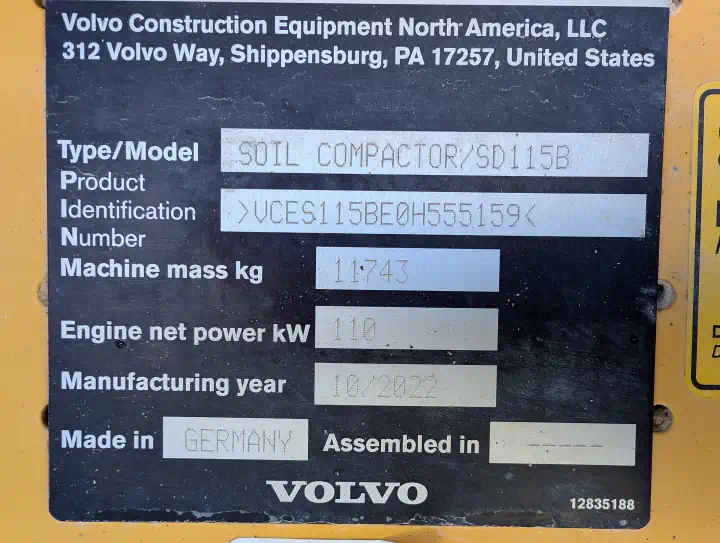 Volvo Construction Equipment North America, LLC
312 Volvo Way, Shippensburg, PA 17257, United States
Type/Model SOIL COMPACTOR/SD115B
Product
Identification >VCES115BE0H555159<
Number
Machine mass kg 11743
Engine net power kW 110
Manufacturing year 10/2022
Made in GERMANY Assembled in -----
VOLVO
12835188